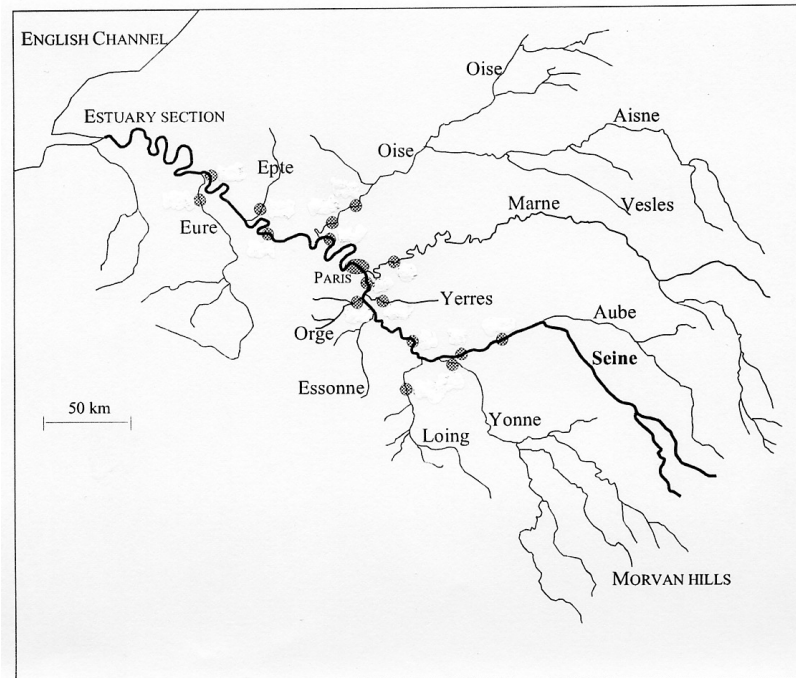 ENGLISH CHANNEL
Oise
ESTUARY SECTION
Aisne
Oise
Epte
Vesles
Marne
Eure
PARIS
Yerres
Aube
Orge
Seine
Essonne
50 km
Yonne
Loing
MORVAN HILLS